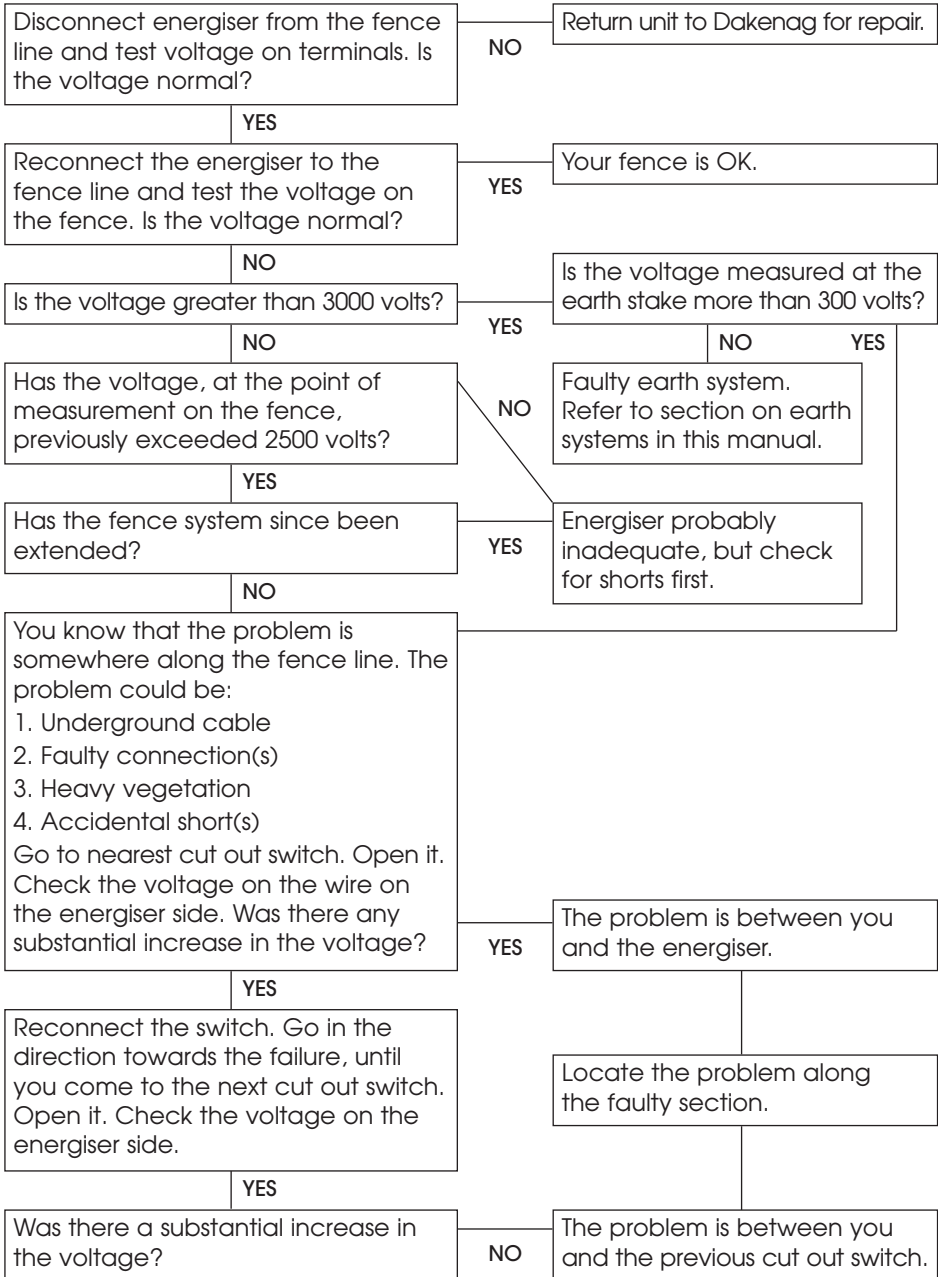 Disconnect energiser from the fence
line and test voltage on terminals. Is
the voltage normal?
NO
Return unit to Dakenag for repair.
YES
Reconnect the energiser to the
fence line and test the voltage on
the fence. Is the voltage normal?
YES
Your fence is OK.
NO
Is the voltage greater than 3000 volts?
YES
Is the voltage measured at the
earth stake more than 300 volts?
NO
NO
YES
Has the voltage, at the point of
measurement on the fence,
previously exceeded 2500 volts?
NO
Faulty earth system.
Refer to section on earth
systems in this manual.
YES
Has the fence system since been
extended?
YES
Energiser probably
inadequate, but check
for shorts first.
NO
You know that the problem is
somewhere along the fence line. The
problem could be:
1. Underground cable
2. Faulty connection(s)
3. Heavy vegetation
4. Accidental short(s)
Go to nearest cut out switch. Open it.
Check the voltage on the wire on
the energiser side. Was there any
substantial increase in the voltage?
YES
The problem is between you
and the energiser.
YES
Reconnect the switch. Go in the
direction towards the failure, until
you come to the next cut out switch.
Open it. Check the voltage on the
energiser side.
Locate the problem along
the faulty section.
YES
Was there a substantial increase in
the voltage?
NO
The problem is between you
and the previous cut out switch.